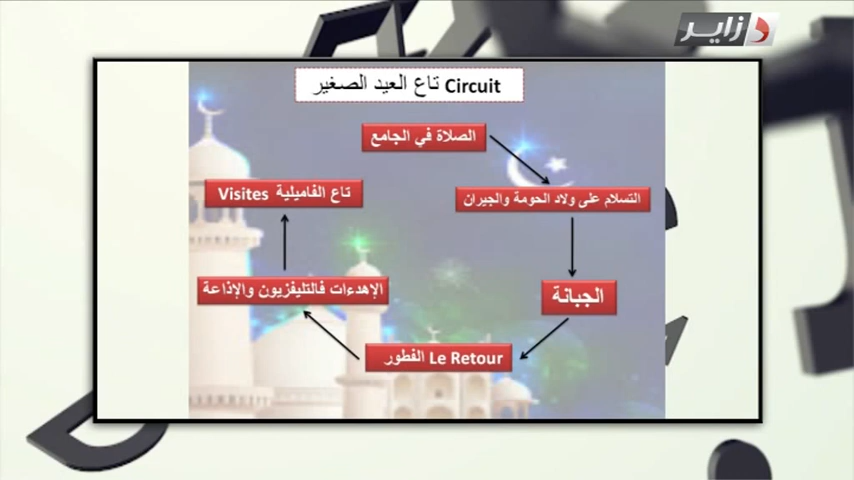 زاير
Circuit تاع العيد الصغير
الصلاة في الجامع
التسلام على ولاد الحومة والجيران
الجبانة
Le Retour الفطور
الإهدءات فالتليفزيون والإذاعة
Visites تاع الفاميلية